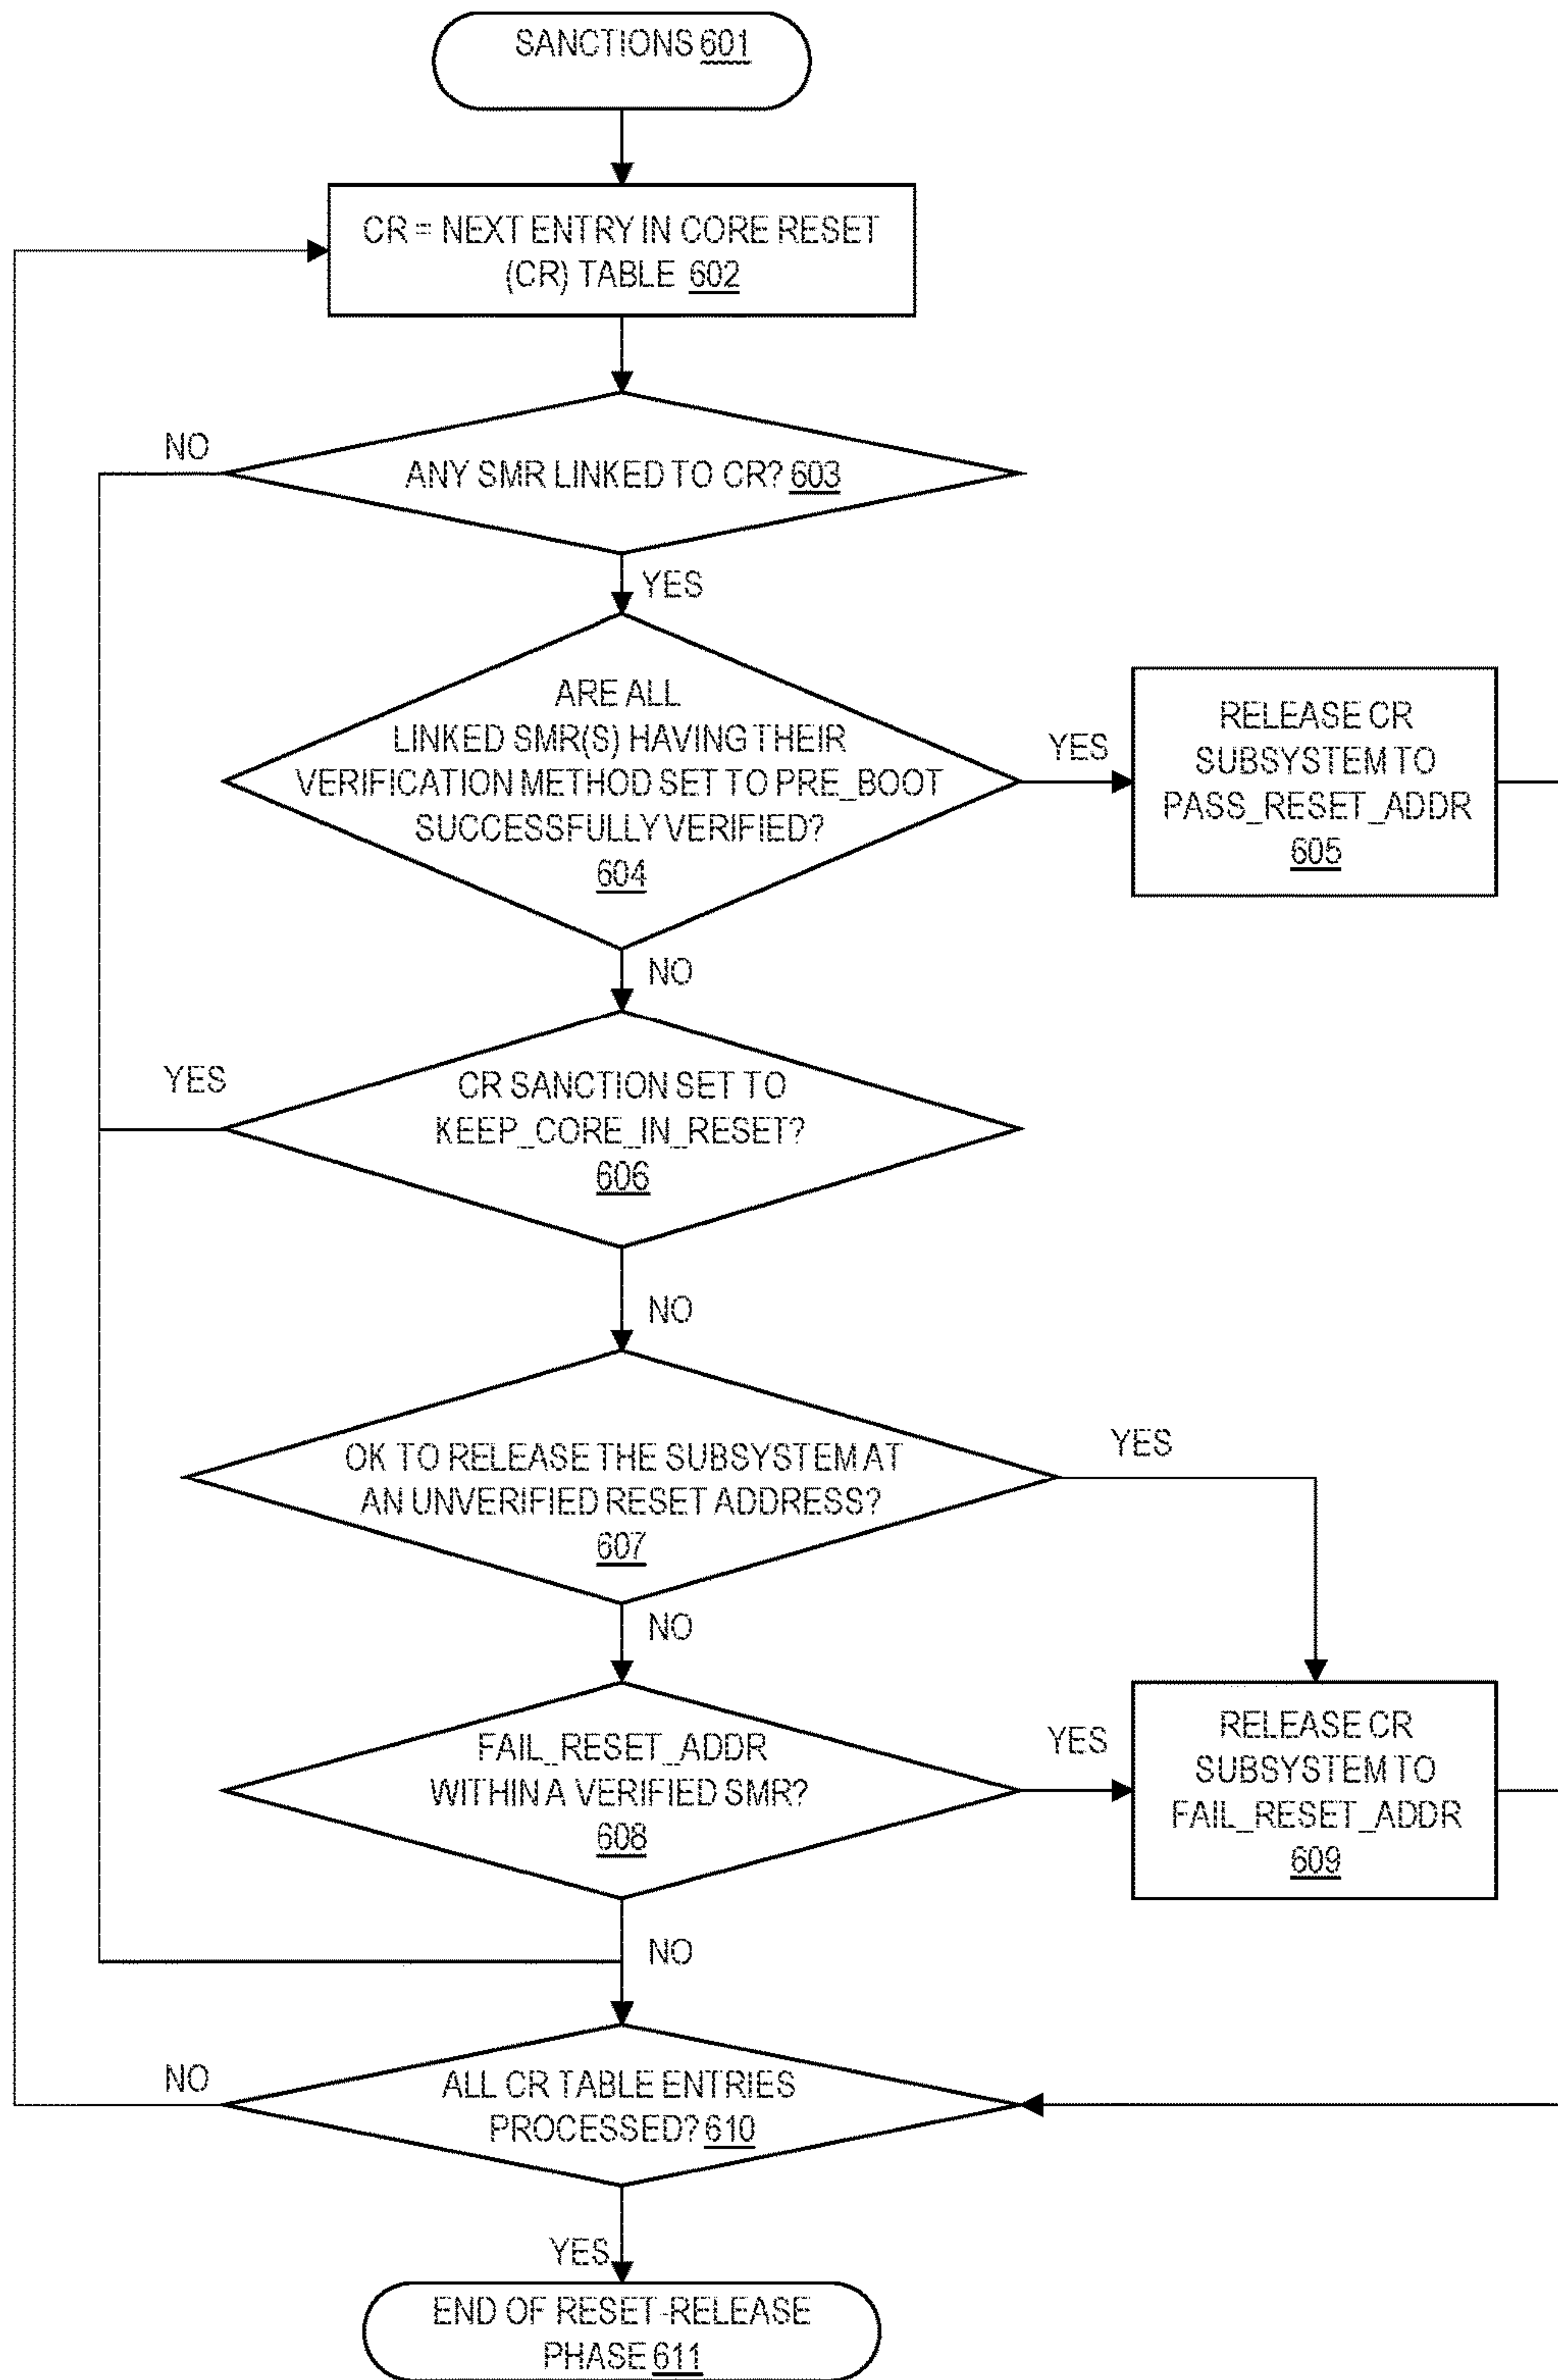 SANCTIONS 601
CR = NEXT ENTRY IN CORE RESET
(CR) TABLE 602
NO
ANY SMR LINKED TO CR? 603
YES
ARE ALL
LINKED SMR(S) HAVING THEIR
VERIFICATION METHOD SET TO PRE_BOOT
SUCCESSFULLY VERIFIED?
604
YES
RELEASE CR
SUBSYSTEM TO
PASS_RESET_ADDR
605
NO
YES
CR SANCTION SET TO
KEEP_CORE_IN_RESET?
606
NO
OK TO RELEASE THE SUBSYSTEM AT
AN UNVERIFIED RESET ADDRESS?
607
YES
NO
FAIL_RESET_ADDR
WITHIN A VERIFIED SMR?
608
YES
RELEASE CR
SUBSYSTEM TO
FAIL_RESET_ADDR
609
NO
NO
ALL CR TABLE ENTRIES
PROCESSED? 610
YES
END OF RESET-RELEASE
PHASE 611